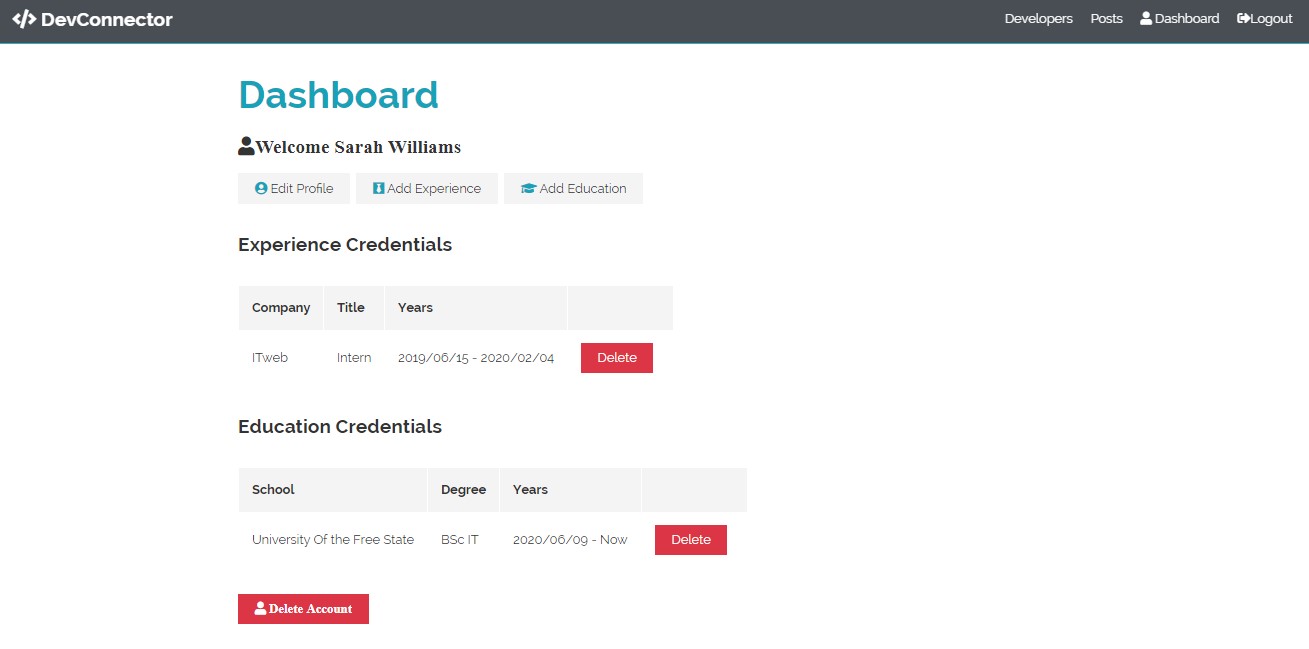 DevConnector Developers Posts Dashboard Logout
Dashboard
Welcome Sarah Williams
Edit Profile Add Experience Add Education
Experience Credentials
Company Title Years
ITweb Intern 2019/06/15 - 2020/02/04 Delete
Education Credentials
School Degree Years
University Of the Free State BSc IT 2020/06/09 - Now Delete
Delete Account